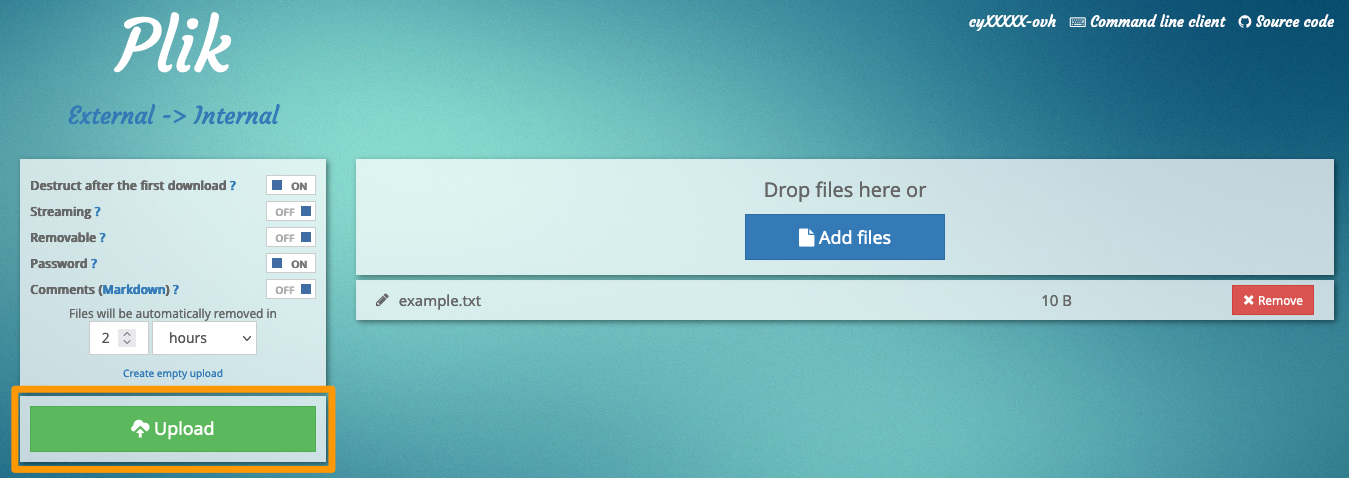 Plik
cyXXXXX-ovh Command line client Source code
External -> Internal
Destruct after the first download ? ON
Streaming ? OFF
Removable ? OFF
Password ? ON
Comments (Markdown) ? OFF
Files will be automatically removed in
2 hours
Create empty upload
Upload
Drop files here or
Add files
example.txt 10 B Remove